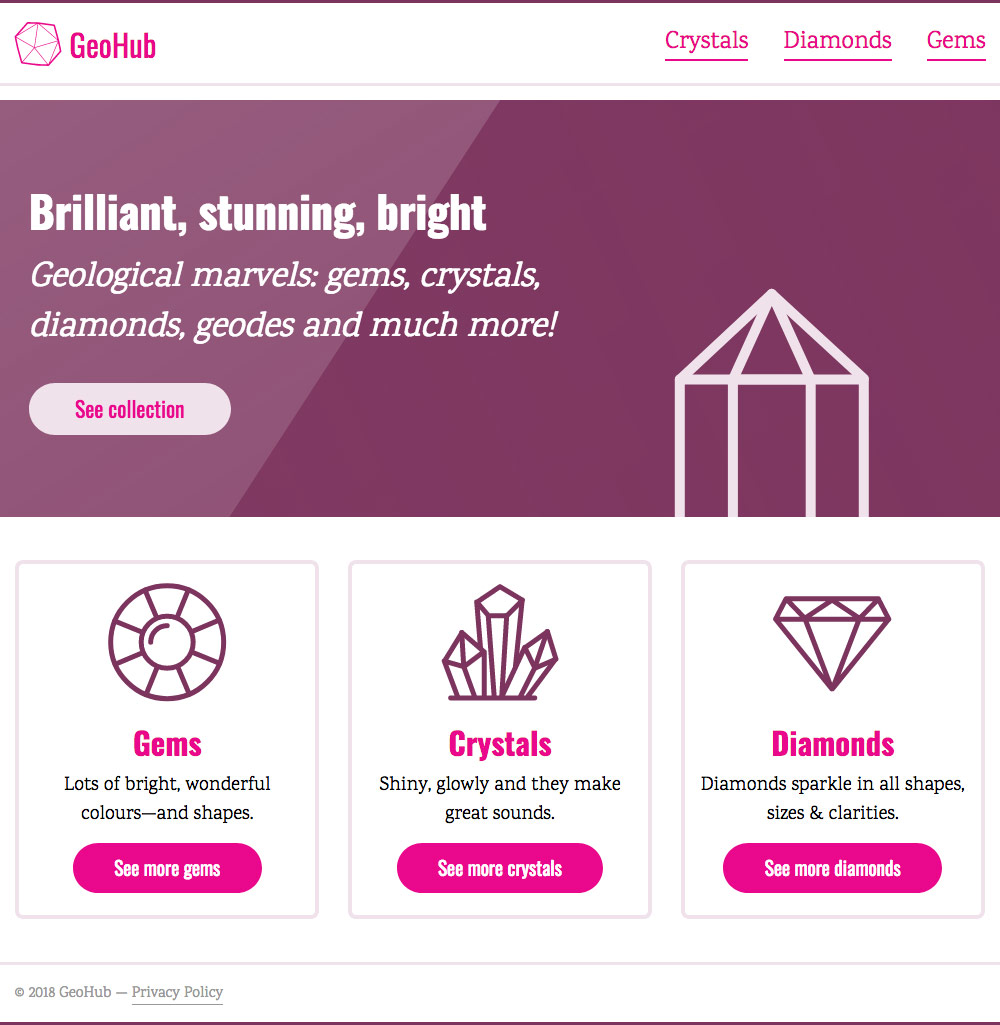 GeoHub
Crystals Diamonds Gems
Brilliant, stunning, bright
Geological marvels: gems, crystals,
diamonds, geodes and much more!
See collection
Gems
Lots of bright, wonderful
colours—and shapes.
See more gems
Crystals
Shiny, glowly and they make
great sounds.
See more crystals
Diamonds
Diamonds sparkle in all shapes,
sizes & clarities.
See more diamonds
© 2018 GeoHub — Privacy Policy